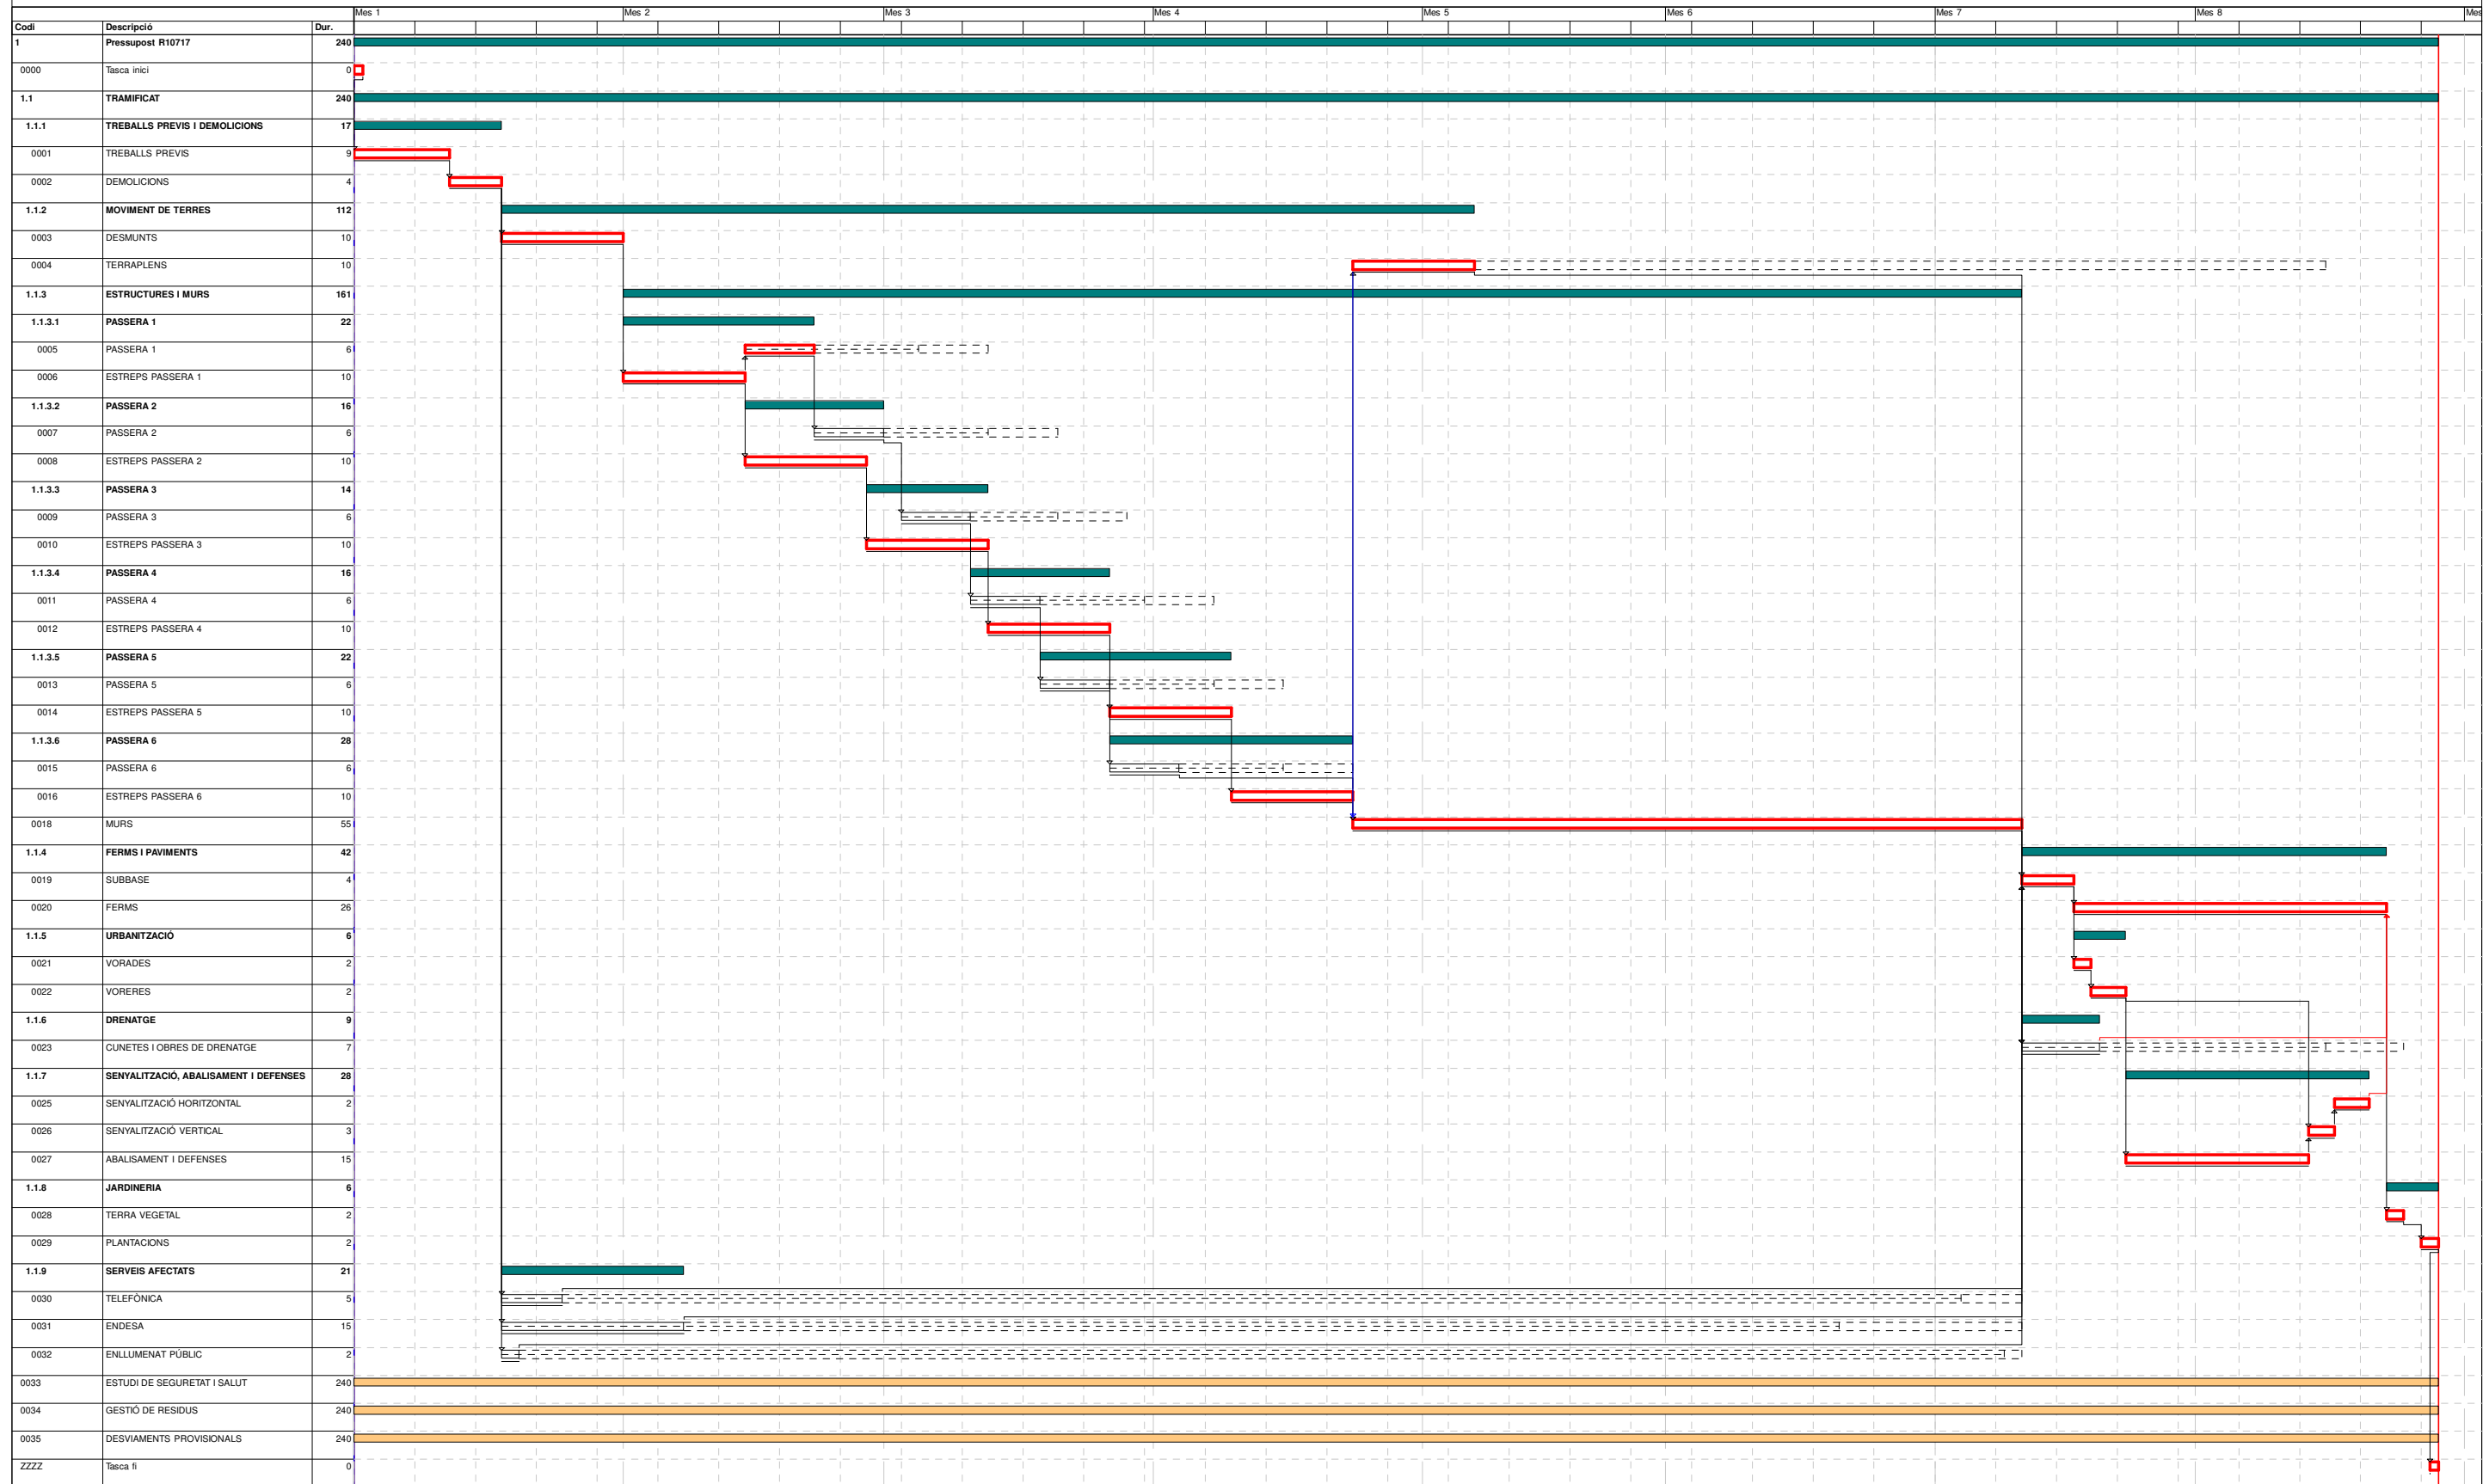 Mes 1 Mes 2 Mes 3 Mes 4 Mes 5 Mes 6 Mes 7 Mes 8 Mes
Codi Descripció Dur.
1 Pressupost R10717 240
0000 Tasca inici 0
1.1 TRAMIFICAT 240
1.1.1 TREBALLS PREVIS I DEMOLICIONS 17
0001 TREBALLS PREVIS 9
0002 DEMOLICIONS 4
1.1.2 MOVIMENT DE TERRES 112
0003 DESMUNTS 10
0004 TERRAPLENS 10
1.1.3 ESTRUCTURES I MURS 161
1.1.3.1 PASSERA 1 22
0005 PASSERA 1 6
0006 ESTREPS PASSERA 1 10
1.1.3.2 PASSERA 2 16
0007 PASSERA 2 6
0008 ESTREPS PASSERA 2 10
1.1.3.3 PASSERA 3 14
0009 PASSERA 3 6
0010 ESTREPS PASSERA 3 10
1.1.3.4 PASSERA 4 16
0011 PASSERA 4 6
0012 ESTREPS PASSERA 4 10
1.1.3.5 PASSERA 5 22
0013 PASSERA 5 6
0014 ESTREPS PASSERA 5 10
1.1.3.6 PASSERA 6 28
0015 PASSERA 6 6
0016 ESTREPS PASSERA 6 10
0018 MURS 55
1.1.4 FERMS I PAVIMENTS 42
0019 SUBBASE 4
0020 FERMS 26
1.1.5 URBANITZACIÓ 6
0021 VORADES 2
0022 VORERES 2
1.1.6 DRENATGE 9
0023 CUNETES I OBRES DE DRENATGE 7
1.1.7 SENYALITZACIÓ, ABALISAMENT I DEFENSES 28
0025 SENYALITZACIÓ HORITZONTAL 2
0026 SENYALITZACIÓ VERTICAL 3
0027 ABALISAMENT I DEFENSES 15
1.1.8 JARDINERIA 6
0028 TERRA VEGETAL 2
0029 PLANTACIONS 2
1.1.9 SERVEIS AFECTATS 21
0030 TELEFÒNICA 5
0031 ENDESA 15
0032 ENLLUMENAT PÚBLIC 2
0033 ESTUDI DE SEGURETAT I SALUT 240
0034 GESTIÓ DE RESIDUS 240
0035 DESVIAMENTS PROVISIONALS 240
ZZZZ Tasca fi 0